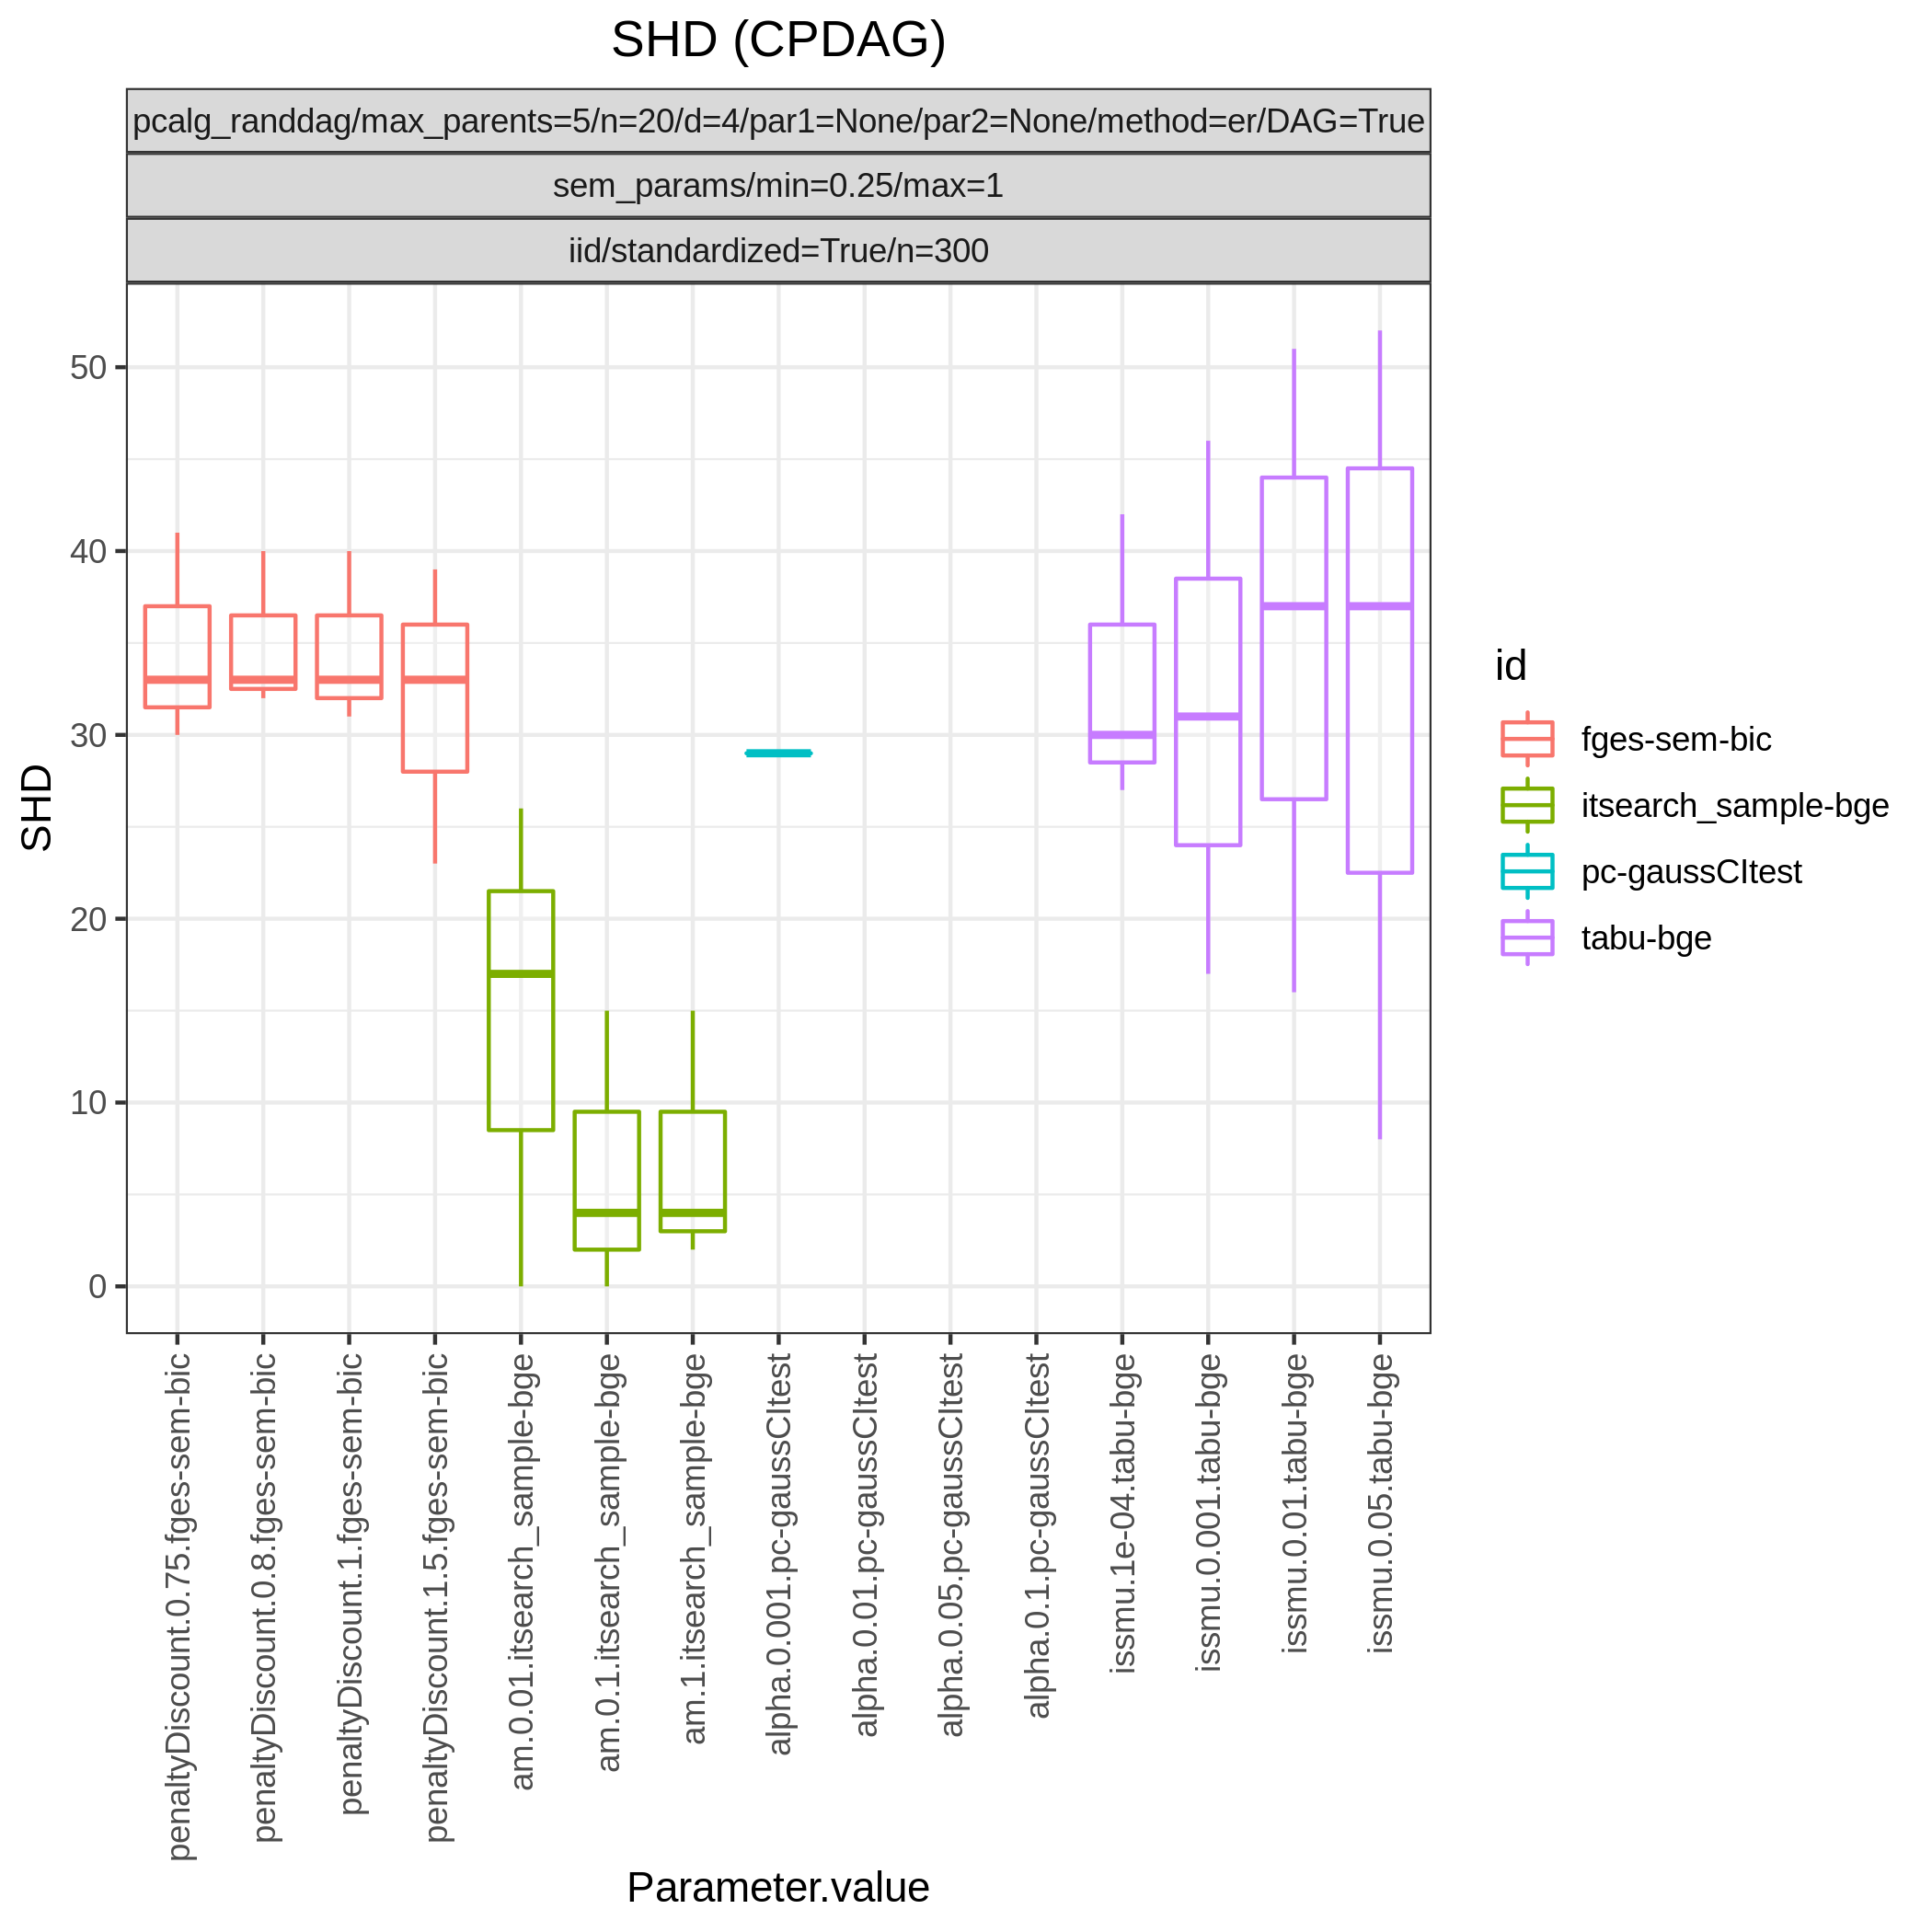 SHD (CPDAG)
pcalg_randdag/max_parents=5/n=20/d=4/par1=None/par2=None/method=er/DAG=True
sem_params/min=0.25/max=1
iid/standardized=True/n=300
50
40
30
20
10
0
SHD
penaltyDiscount.0.75.fges-sem-bic
penaltyDiscount.0.8.fges-sem-bic
penaltyDiscount.1.fges-sem-bic
penaltyDiscount.1.5.fges-sem-bic
am.0.01.itsearch_sample-bge
am.0.1.itsearch_sample-bge
am.1.itsearch_sample-bge
alpha.0.001.pc-gaussCItest
alpha.0.01.pc-gaussCItest
alpha.0.05.pc-gaussCItest
alpha.0.1.pc-gaussCItest
issmu.1e-04.tabu-bge
issmu.0.001.tabu-bge
issmu.0.01.tabu-bge
issmu.0.05.tabu-bge
Parameter.value
id
fges-sem-bic
itsearch_sample-bge
pc-gaussCItest
tabu-bge